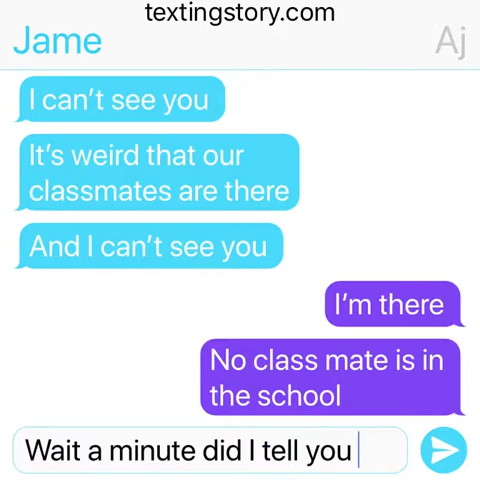 textingstory.com
Jame
Aj
I can’t see you
It’s weird that our
classmates are there
And I can’t see you
I’m there
No class mate is in
the school
Wait a minute did I tell you